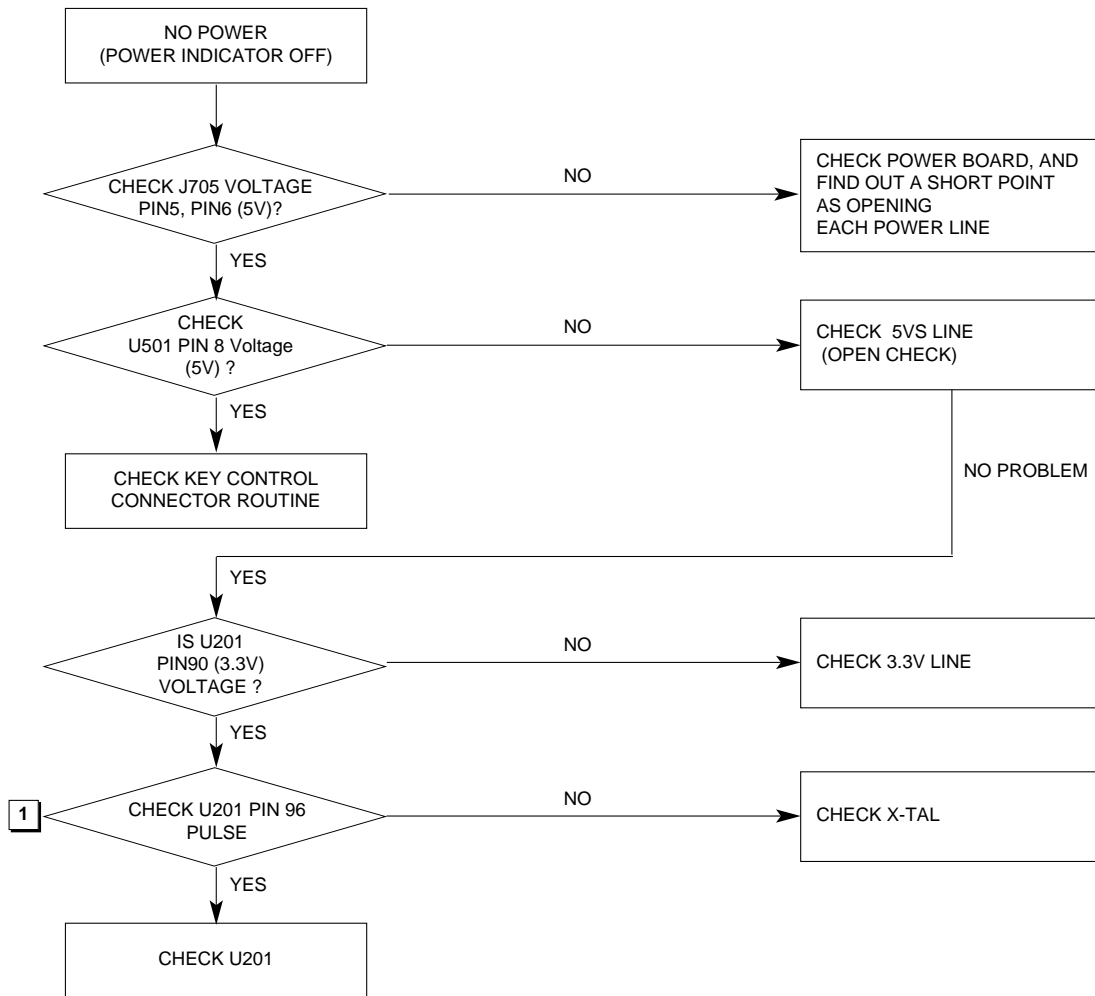 NO POWER
(POWER INDICATOR OFF)
CHECK J705 VOLTAGE
PIN5, PIN6 (5V)?
NO
CHECK POWER BOARD, AND
FIND OUT A SHORT POINT
AS OPENING
EACH POWER LINE
YES
CHECK
U501 PIN 8 Voltage
(5V) ?
NO
CHECK 5VS LINE
(OPEN CHECK)
YES
CHECK KEY CONTROL
CONNECTOR ROUTINE
NO PROBLEM
YES
IS U201
PIN90 (3.3V)
VOLTAGE ?
NO
CHECK 3.3V LINE
YES
1
CHECK U201 PIN 96
PULSE
NO
CHECK X-TAL
YES
CHECK U201